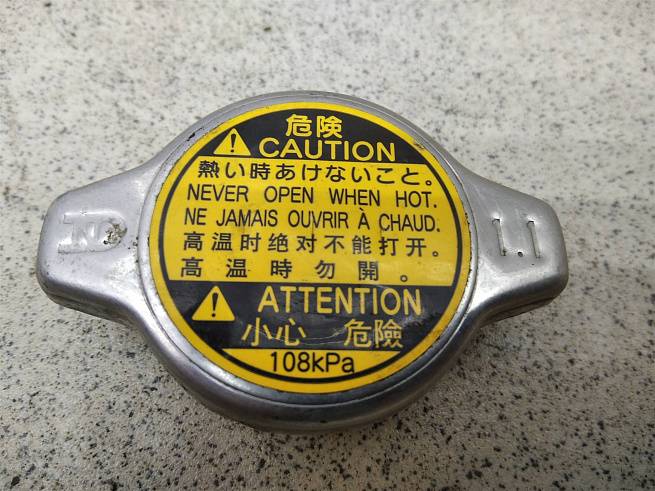 危険
CAUTION
熱い時あけないこと。
NEVER OPEN WHEN HOT.
NE JAMAIS OUVRIR À CHAUD.
高温时绝对不能打开。
高温時勿開。
ATTENTION
小心 危險
108kPa
1.1